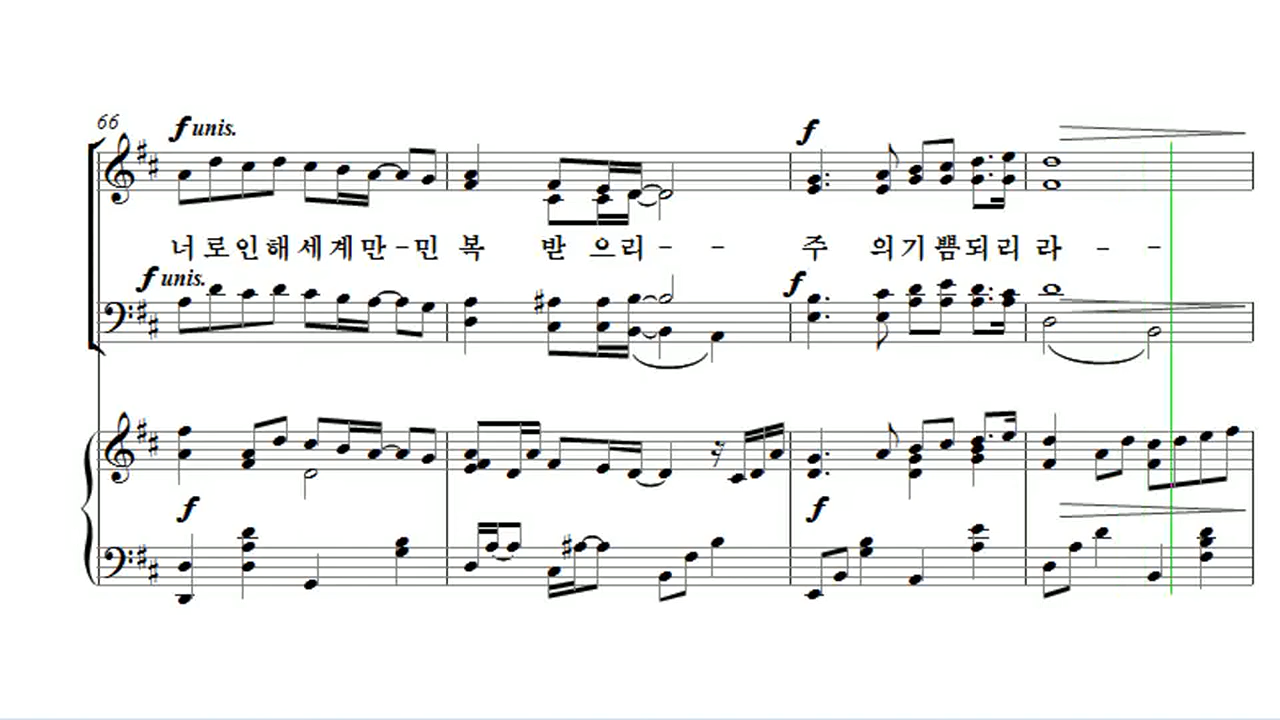 66
f unis. f
너 로 인 해 세 계 만 - 민 복 받 으 리 - - 주 의 기 쁨 되 리 라 - -
f unis. f
f f